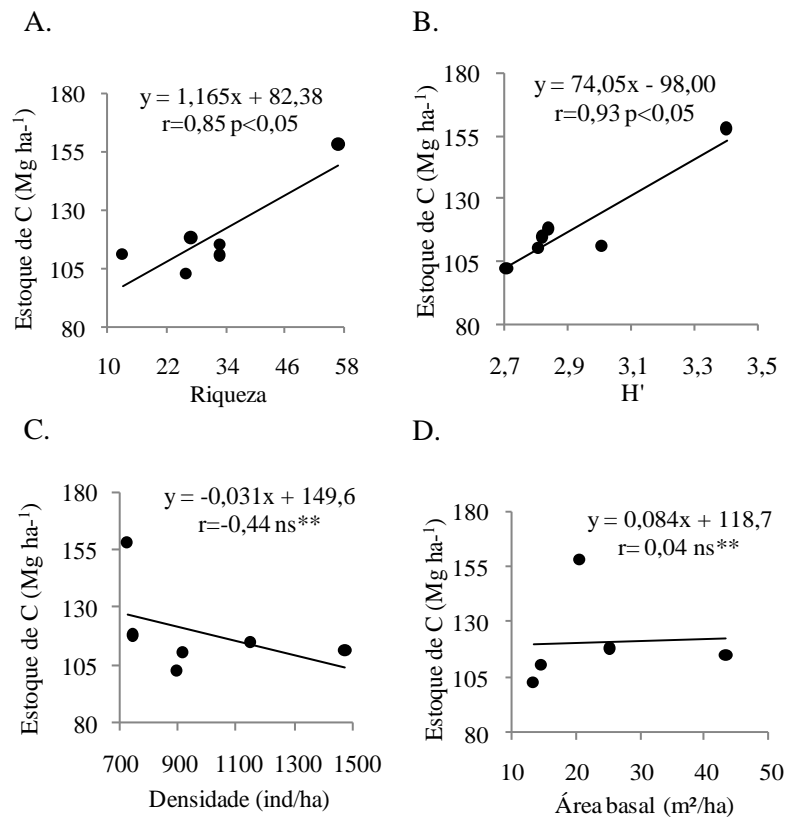 A.
y = 1,165x + 82,38
r=0,85 p<0,05
Estoque de C (Mg ha-¹)
180
155
130
105
80
10 22 34 46 58
Riqueza
B.
y = 74,05x - 98,00
r=0,93 p<0,05
Estoque de C (Mg ha-¹)
180
155
130
105
80
2,7 2,9 3,1 3,3 3,5
H'
C.
y = -0,031x + 149,6
r=-0,44 ns**
Estoque de C (Mg ha-¹)
180
155
130
105
80
700 900 1100 1300 1500
Densidade (ind/ha)
D.
y = 0,084x + 118,7
r= 0,04 ns**
Estoque de C (Mg ha-¹)
180
155
130
105
80
10 20 30 40 50
Área basal (m²/ha)